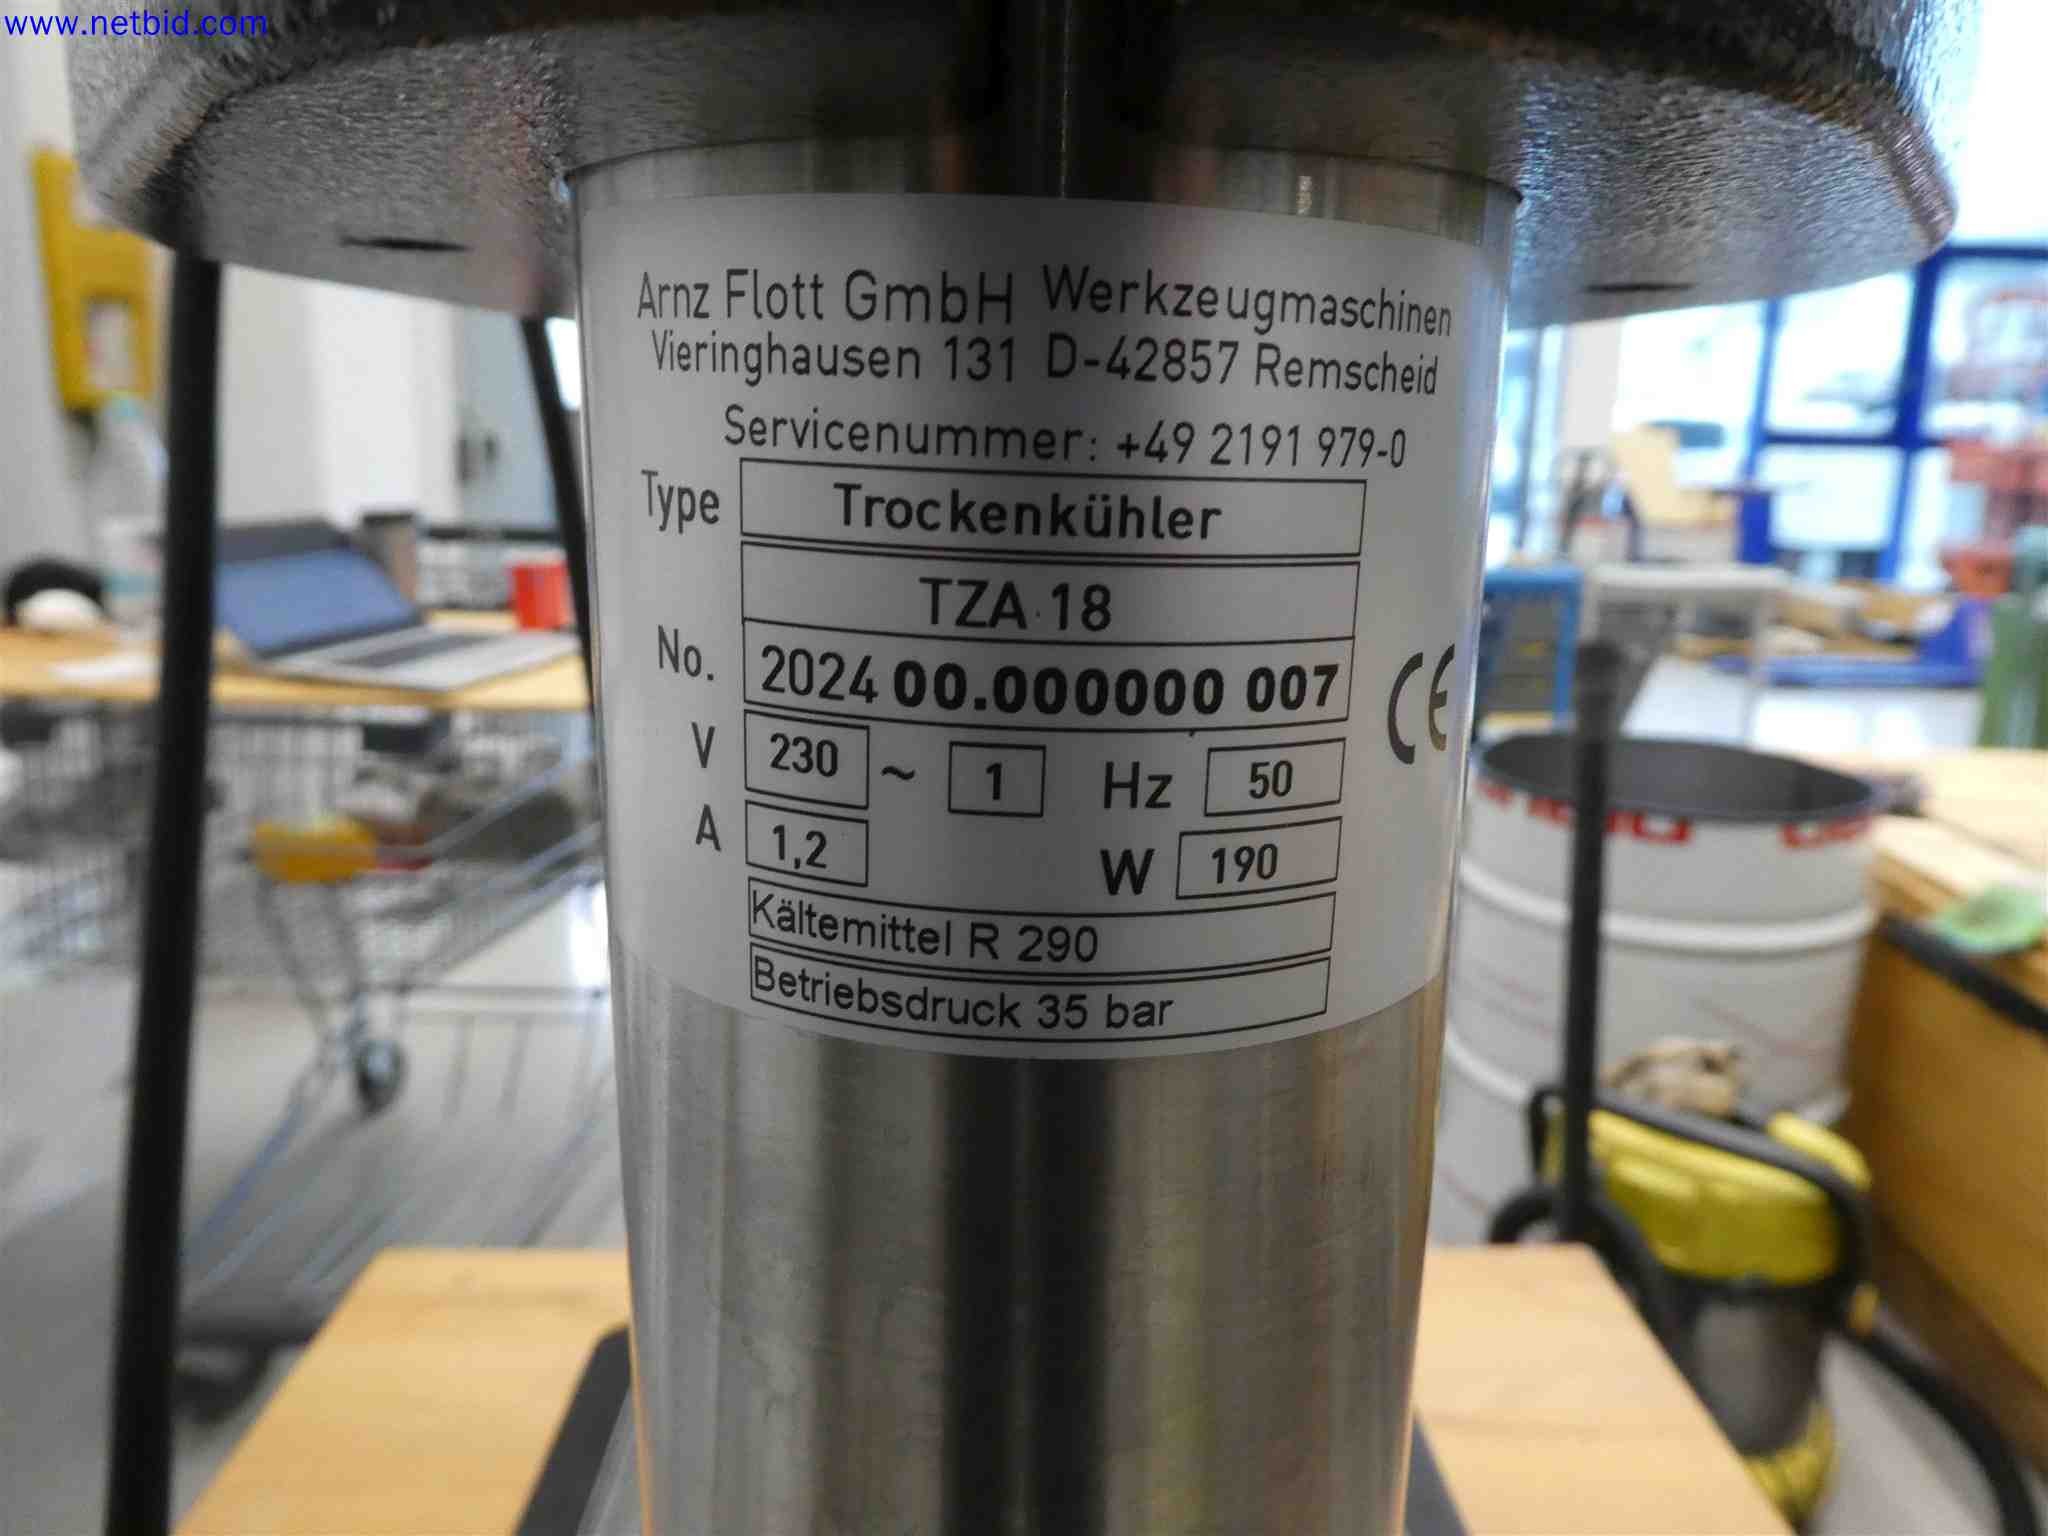 www.netbid.com
Arnz Flott GmbH Werkzeugmaschinen
Vieringhausen 131 D-42857 Remscheid
Servicenummer: +49 2191 979-0
Type Trockenkühler
TZA 18
No. 2024 00.000000 007
V 230 ~ 1 Hz 50
CE
A 1,2 W 190
Kältemittel R 290
Betriebsdruck 35 bar